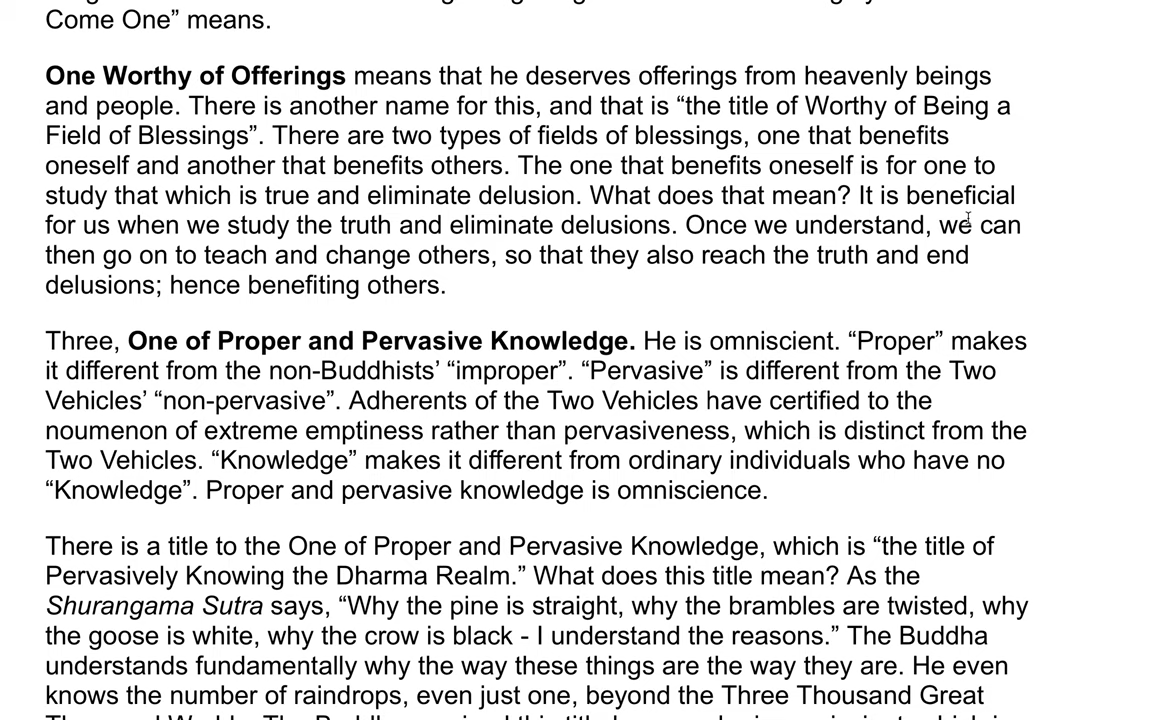 Come One” means.
One Worthy of Offerings means that he deserves offerings from heavenly beings
and people. There is another name for this, and that is “the title of Worthy of Being a
Field of Blessings”. There are two types of fields of blessings, one that benefits
oneself and another that benefits others. The one that benefits oneself is for one to
study that which is true and eliminate delusion. What does that mean? It is beneficial
for us when we study the truth and eliminate delusions. Once we understand, we can
then go on to teach and change others, so that they also reach the truth and end
delusions; hence benefiting others.
Three, One of Proper and Pervasive Knowledge. He is omniscient. “Proper” makes
it different from the non-Buddhists’ “improper”. “Pervasive” is different from the Two
Vehicles’ “non-pervasive”. Adherents of the Two Vehicles have certified to the
noumenon of extreme emptiness rather than pervasiveness, which is distinct from the
Two Vehicles. “Knowledge” makes it different from ordinary individuals who have no
“Knowledge”. Proper and pervasive knowledge is omniscience.
There is a title to the One of Proper and Pervasive Knowledge, which is “the title of
Pervasively Knowing the Dharma Realm.” What does this title mean? As the
Shurangama Sutra says, “Why the pine is straight, why the brambles are twisted, why
the goose is white, why the crow is black - I understand the reasons.” The Buddha
understands fundamentally why the way these things are the way they are. He even
knows the number of raindrops, even just one, beyond the Three Thousand Great